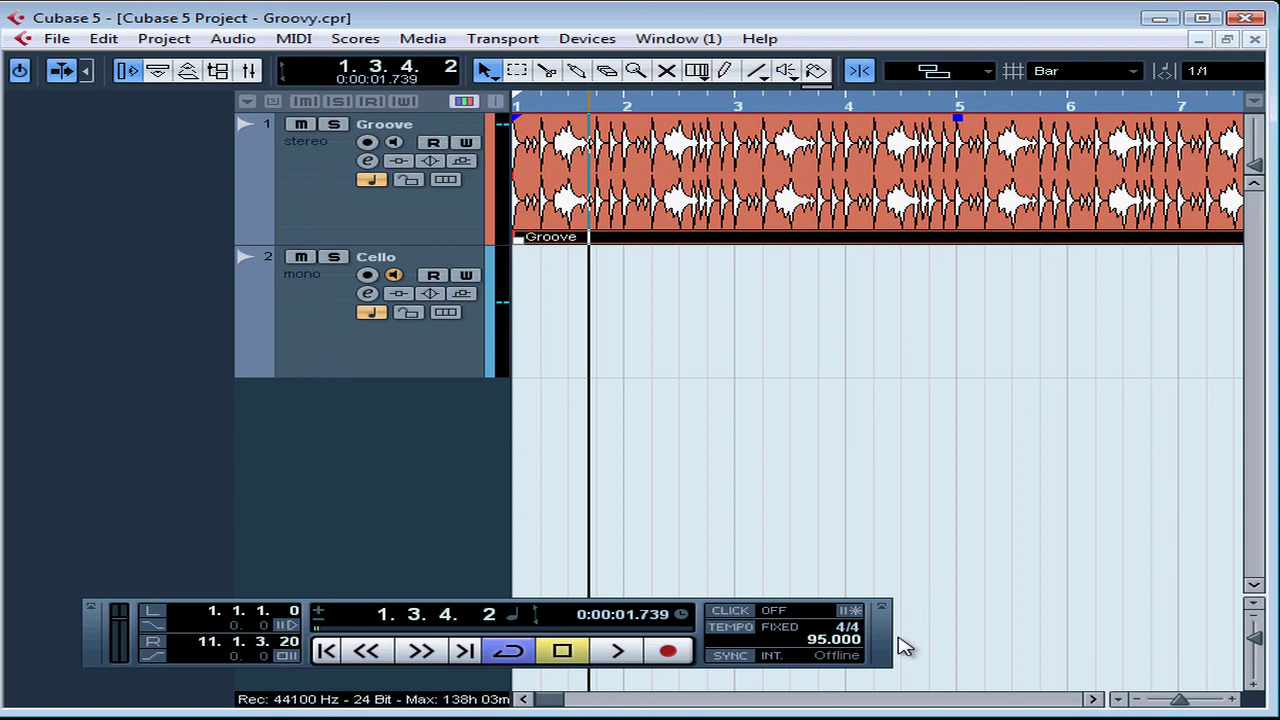 Cubase 5 - [Cubase 5 Project - Groovy.cpr]
File Edit Project Audio MIDI Scores Media Transport Devices Window (1) Help
1. 3. 4. 2
0:00:01.739
Bar
1/1
[M] [S] [R] [W]
1 2 3 4 5 6 7
1 m S Groove
stereo
R W
e
Groove
2 m S Cello
mono
R W
e
L 1. 1. 1. 0
0. 0
R 11. 1. 3. 20
0. 0
1. 3. 4. 2 0:00:01.739
CLICK OFF
TEMPO FIXED 4/4
95.000
SYNC INT. Offline
Rec: 44100 Hz - 24 Bit - Max: 138h 03m